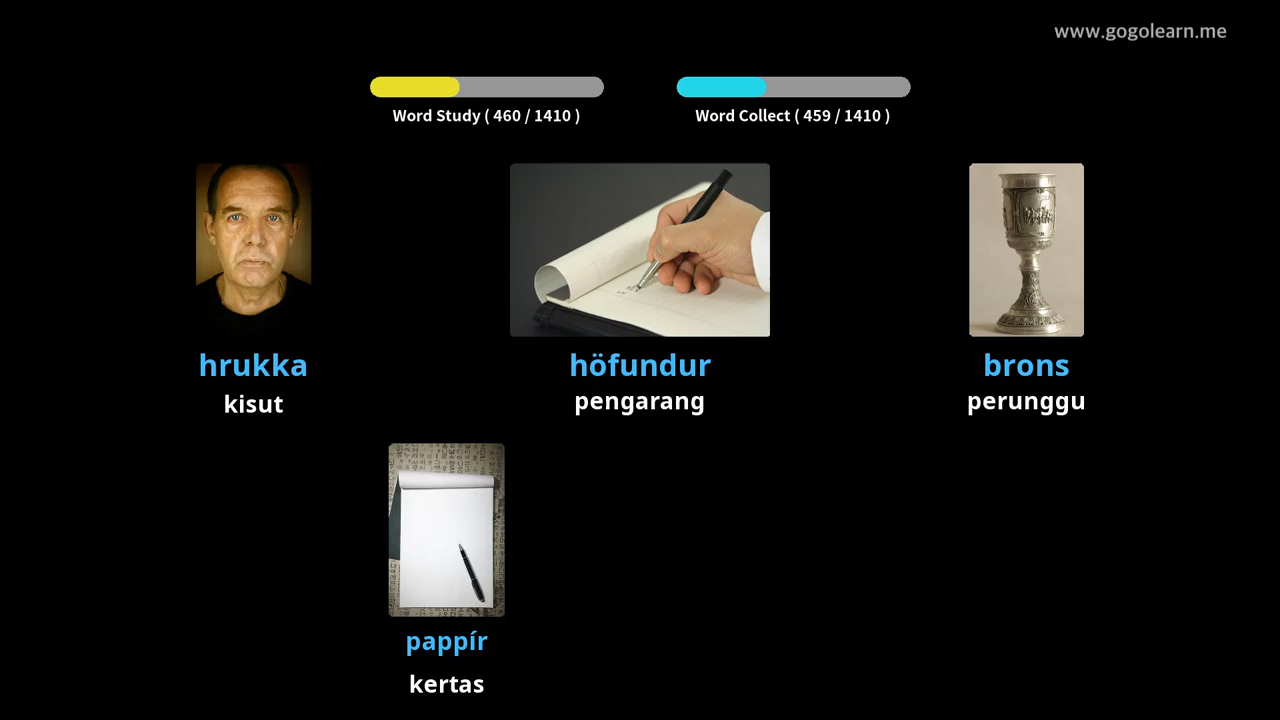 www.gogolearn.me
Word Study ( 460 / 1410 )
Word Collect ( 459 / 1410 )
hrukka
kisut
höfundur
pengarang
brons
perunggu
pappír
kertas